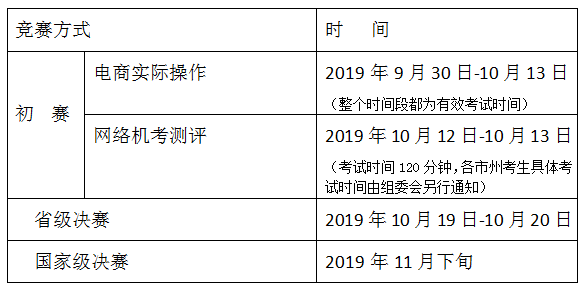 竞赛方式 时 间
初 赛
电商实际操作 2019 年 9 月 30 日-10 月 13 日
（整个时间段都为有效考试时间）
网络机考测评 2019 年 10 月 12 日-10 月 13 日
（考试时间 120 分钟，各市州考生具体考
试时间由组委会另行通知）
省级决赛 2019 年 10 月 19 日-10 月 20 日
国家级决赛 2019 年 11 月下旬